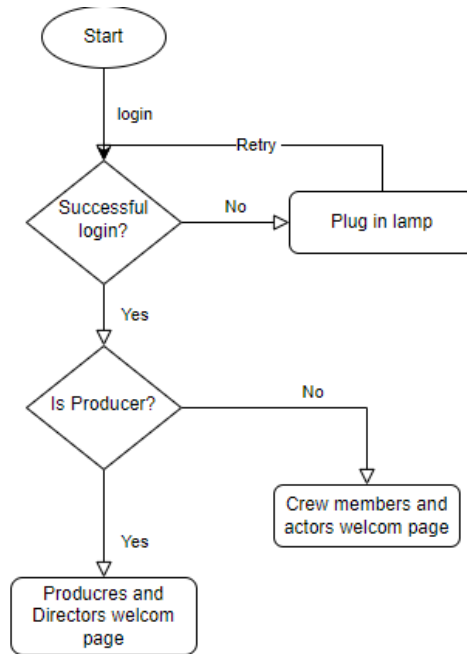 Start
login
Retry
Successful
login?
No
Plug in lamp
Yes
Is Producer?
No
Crew members and
actors welcom page
Yes
Producres and
Directors welcom
page